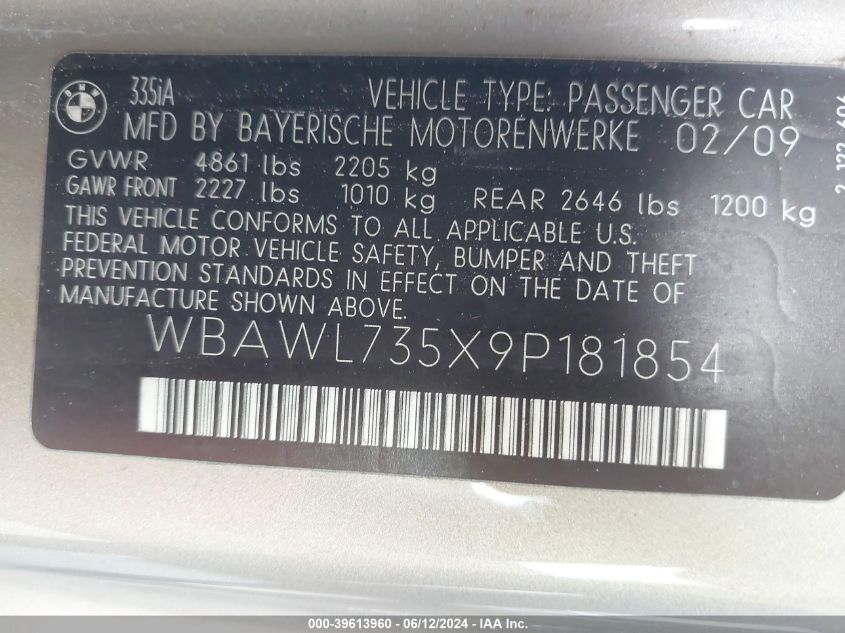 BMW
335iA VEHICLE TYPE: PASSENGER CAR
MFD BY BAYERISCHE MOTORENWERKE 02/09
GVWR 4861 lbs 2205 kg
GAWR FRONT 2227 lbs 1010 kg REAR 2646 lbs 1200 kg
THIS VEHICLE CONFORMS TO ALL APPLICABLE U.S.
FEDERAL MOTOR VEHICLE SAFETY, BUMPER AND THEFT
PREVENTION STANDARDS IN EFFECT ON THE DATE OF
MANUFACTURE SHOWN ABOVE.
WBAWL735X9P181854
000-39613960 - 06/12/2024 - IAA Inc.